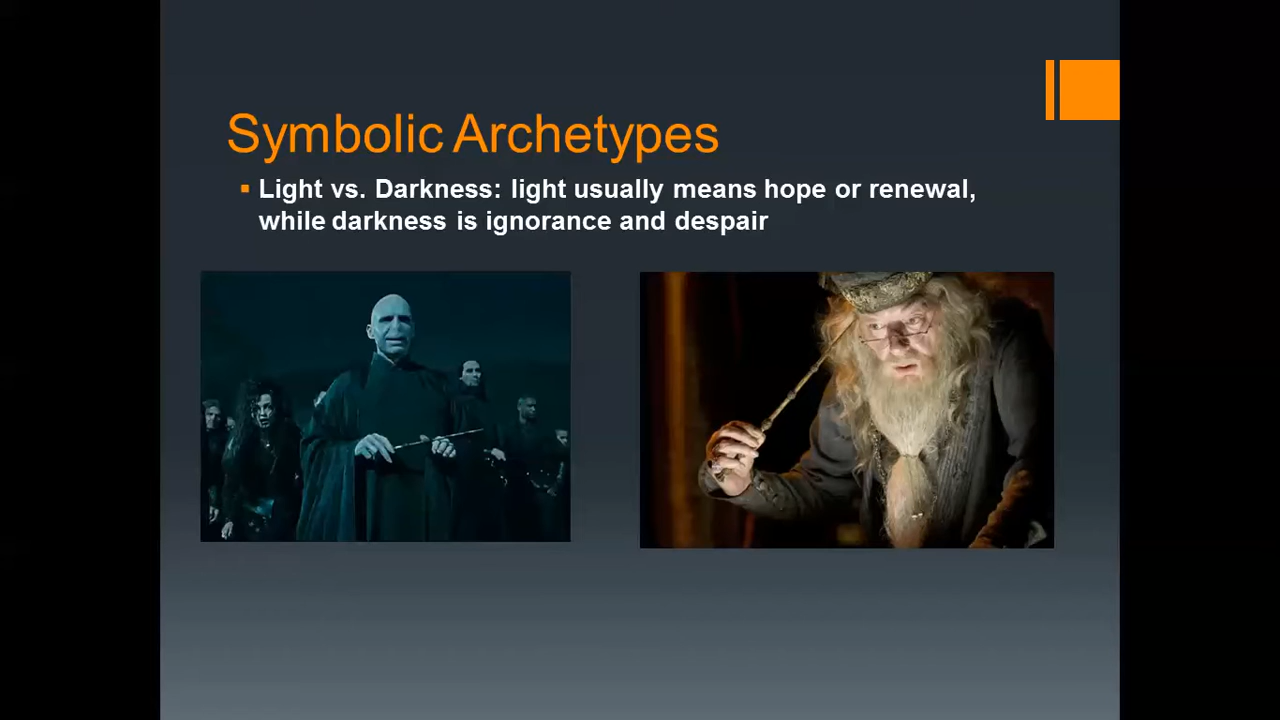 Symbolic Archetypes
Light vs. Darkness: light usually means hope or renewal,
while darkness is ignorance and despair